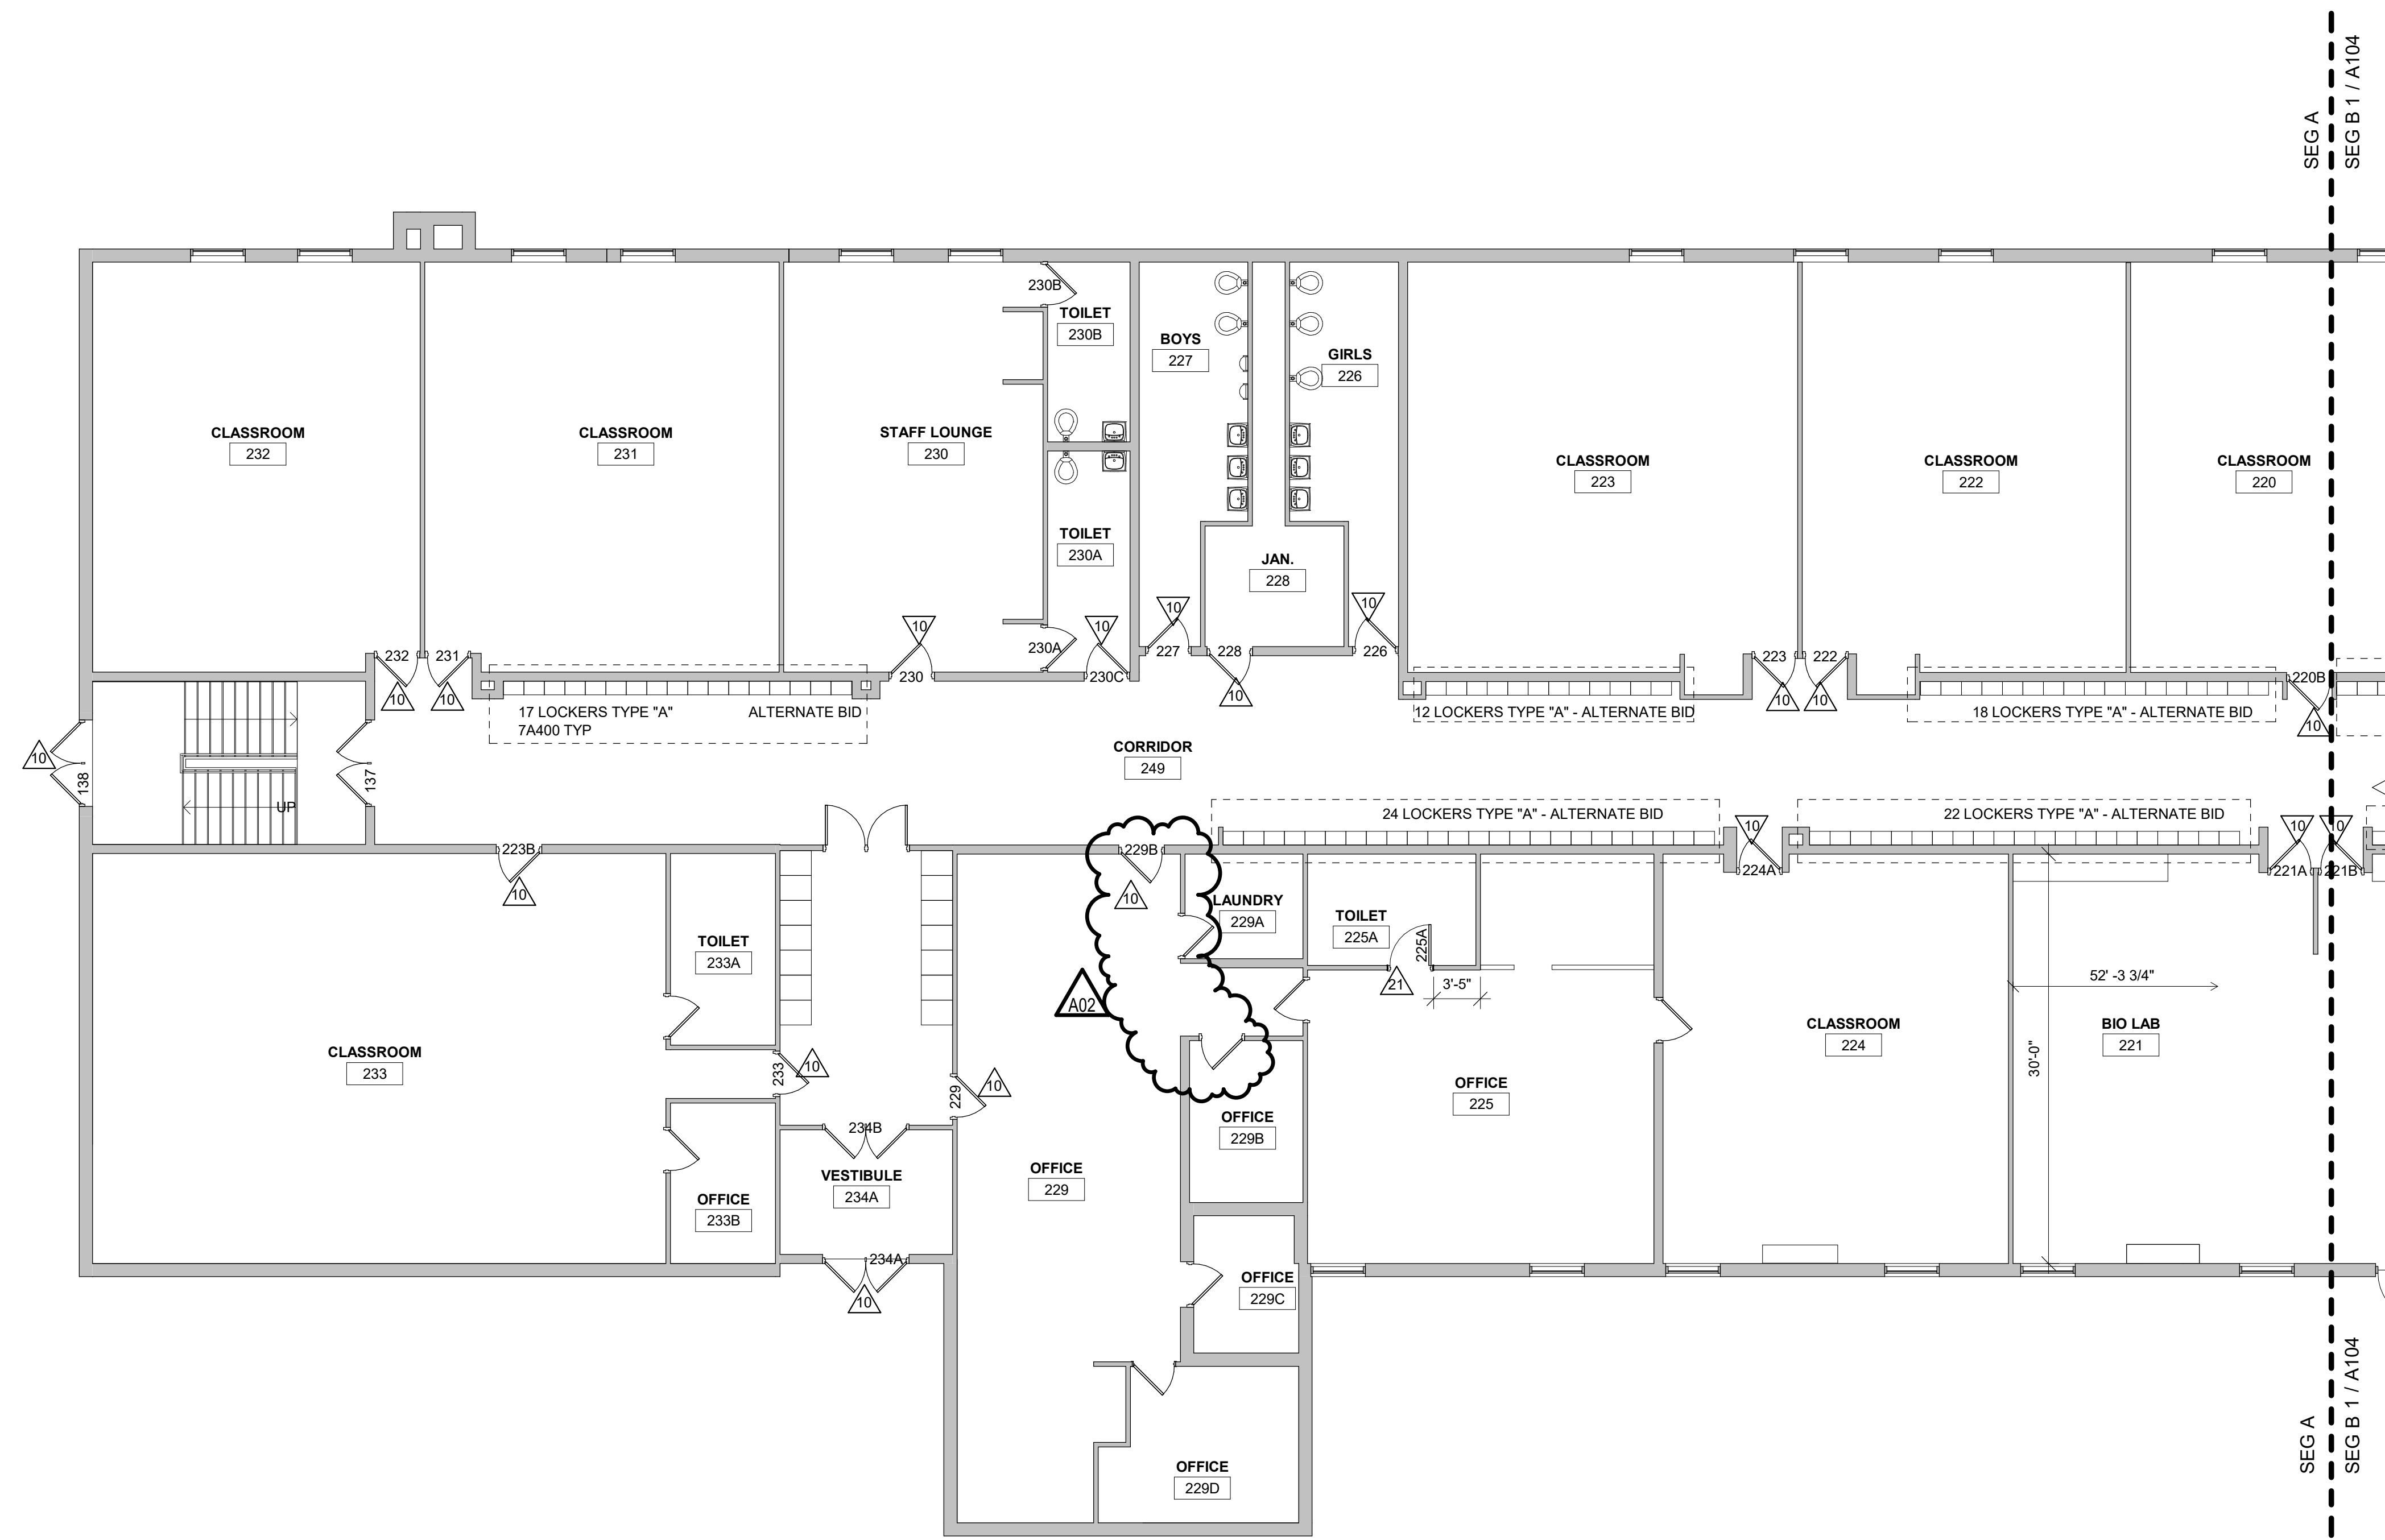 SEG A
SEG B 1 / A104
230B
TOILET
230B
BOYS
227
GIRLS
226
CLASSROOM
232
CLASSROOM
231
STAFF LOUNGE
230
CLASSROOM
223
CLASSROOM
222
CLASSROOM
220
TOILET
230A
JAN.
228
10
10
10
10
232
231
230A
227
228
226
223
222
230
230C
220B
10
10
10
10
10
10
17 LOCKERS TYPE "A"
ALTERNATE BID
7A400 TYP
12 LOCKERS TYPE "A" - ALTERNATE BID
18 LOCKERS TYPE "A" - ALTERNATE BID
CORRIDOR
249
10
138
137
UP
24 LOCKERS TYPE "A" - ALTERNATE BID
22 LOCKERS TYPE "A" - ALTERNATE BID
10
10
10
223B
229B
224A
221A
221B
10
10
LAUNDRY
229A
TOILET
225A
225A
TOILET
233A
21
3'-5"
52' -3 3/4"
A02
CLASSROOM
233
CLASSROOM
224
BIO LAB
221
30'-0"
233
10
229
10
OFFICE
225
OFFICE
229B
234B
OFFICE
229
VESTIBULE
234A
OFFICE
233B
234A
10
OFFICE
229C
OFFICE
229D
SEG A
SEG B 1 / A104